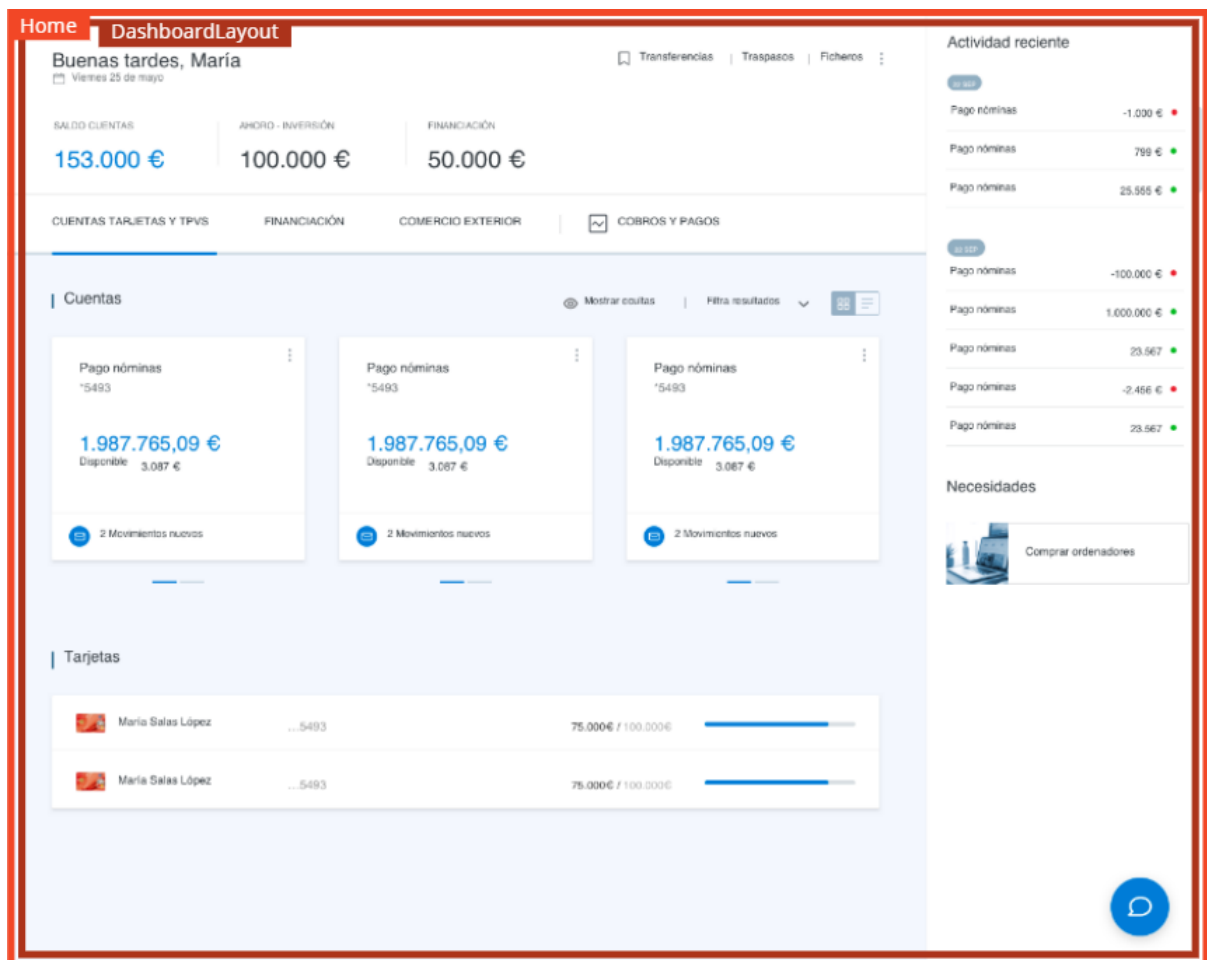 Home
DashboardLayout
Buenas tardes, María
Viernes 25 de mayo
Transferencias | Traspasos | Ficheros
SALDO CUENTAS
153.000 €
AHORO - INVERSIÓN
100.000 €
FINANCIACIÓN
50.000 €
CUENTAS TARJETAS Y TPVS
FINANCIACIÓN
COMERCIO EXTERIOR
COBROS Y PAGOS
Cuentas
Mostrar ocultas | Filtra resultados
Pago nóminas
*5493
1.987.765,09 €
Disponible 3.087 €
2 Movimientos nuevos
Pago nóminas
*5493
1.987.765,09 €
Disponible 3.087 €
2 Movimientos nuevos
Pago nóminas
*5493
1.987.765,09 €
Disponible 3.087 €
2 Movimientos nuevos
Tarjetas
María Salas López ...5493 75.000€ / 100.000€
María Salas López ...5493 75.000€ / 100.000€
Actividad reciente
Pago nóminas -1.000 €
Pago nóminas 799 €
Pago nóminas 25.555 €
Pago nóminas -100.000 €
Pago nóminas 1.000.000 €
Pago nóminas 23.567
Pago nóminas -2.456 €
Pago nóminas 23.567
Necesidades
Comprar ordenadores